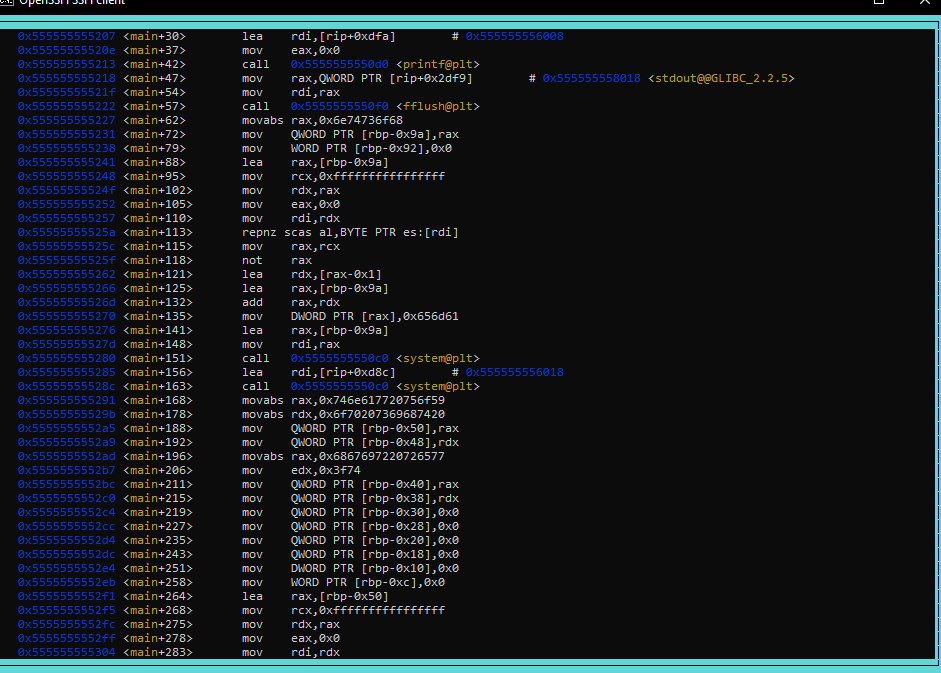 OpenSSH SSH client
0x555555555207 <main+30> lea rdi,[rip+0xdfa] # 0x555555556008
0x55555555520e <main+37> mov eax,0x0
0x555555555213 <main+42> call 0x5555555550d0 <printf@plt>
0x555555555218 <main+47> mov rax,QWORD PTR [rip+0x2df9] # 0x555555558018 <stdout@@GLIBC_2.2.5>
0x55555555521f <main+54> mov rdi,rax
0x555555555222 <main+57> call 0x5555555550f0 <fflush@plt>
0x555555555227 <main+62> movabs rax,0x6e74736f68
0x555555555231 <main+72> mov QWORD PTR [rbp-0x9a],rax
0x555555555238 <main+79> mov WORD PTR [rbp-0x92],0x0
0x555555555241 <main+88> lea rax,[rbp-0x9a]
0x555555555248 <main+95> mov rcx,0xffffffffffffffff
0x55555555524f <main+102> mov rdx,rax
0x555555555252 <main+105> mov eax,0x0
0x555555555257 <main+110> mov rdi,rdx
0x55555555525a <main+113> repnz scas al,BYTE PTR es:[rdi]
0x55555555525c <main+115> mov rax,rcx
0x55555555525f <main+118> not rax
0x555555555262 <main+121> lea rdx,[rax-0x1]
0x555555555266 <main+125> lea rax,[rbp-0x9a]
0x55555555526d <main+132> add rax,rdx
0x555555555270 <main+135> mov DWORD PTR [rax],0x656d61
0x555555555276 <main+141> lea rax,[rbp-0x9a]
0x55555555527d <main+148> mov rdi,rax
0x555555555280 <main+151> call 0x5555555550c0 <system@plt>
0x555555555285 <main+156> lea rdi,[rip+0xd8c] # 0x555555556018
0x55555555528c <main+163> call 0x5555555550c0 <system@plt>
0x555555555291 <main+168> movabs rax,0x746e617720756f59
0x55555555529b <main+178> movabs rdx,0x6f70207369687420
0x5555555552a5 <main+188> mov QWORD PTR [rbp-0x50],rax
0x5555555552a9 <main+192> mov QWORD PTR [rbp-0x48],rdx
0x5555555552ad <main+196> movabs rax,0x6867697220726577
0x5555555552b7 <main+206> mov edx,0x3f74
0x5555555552bc <main+211> mov QWORD PTR [rbp-0x40],rax
0x5555555552c0 <main+215> mov QWORD PTR [rbp-0x38],rdx
0x5555555552c4 <main+219> mov QWORD PTR [rbp-0x30],0x0
0x5555555552cc <main+227> mov QWORD PTR [rbp-0x28],0x0
0x5555555552d4 <main+235> mov QWORD PTR [rbp-0x20],0x0
0x5555555552dc <main+243> mov QWORD PTR [rbp-0x18],0x0
0x5555555552e4 <main+251> mov DWORD PTR [rbp-0x10],0x0
0x5555555552eb <main+258> mov WORD PTR [rbp-0xc],0x0
0x5555555552f1 <main+264> lea rax,[rbp-0x50]
0x5555555552f5 <main+268> mov rcx,0xffffffffffffffff
0x5555555552fc <main+275> mov rdx,rax
0x5555555552ff <main+278> mov eax,0x0
0x555555555304 <main+283> mov rdi,rdx